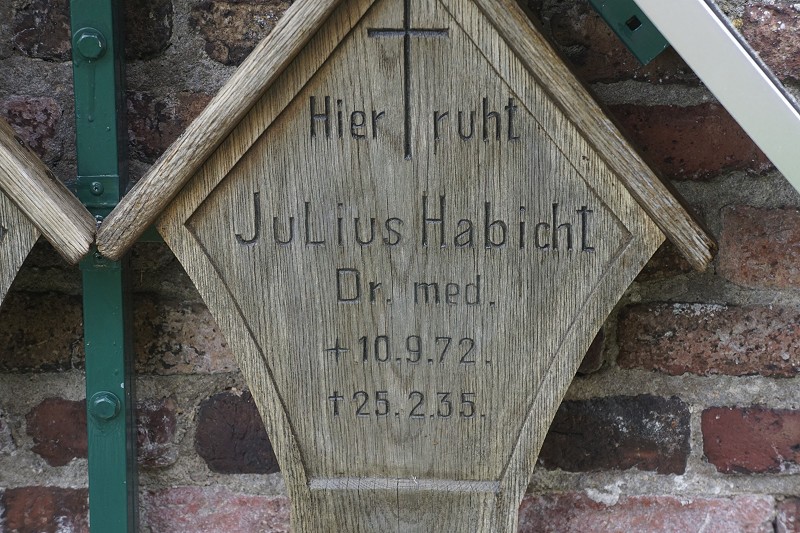 Hier ruht
Julius Habicht
Dr. med.
+ 10.9.72.
† 25.2.35.